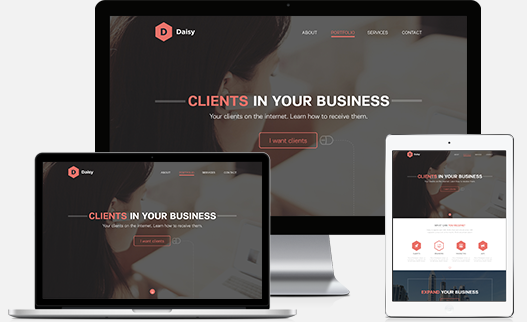 D Daisy
ABOUT PORTFOLIO SERVICES CONTACT
CLIENTS IN YOUR BUSINESS
Your clients on the internet. Learn how to receive them.
I want clients
D Daisy
ABOUT PORTFOLIO SERVICES CONTACT
CLIENTS IN YOUR BUSINESS
Your clients on the internet. Learn how to receive them.
I want clients
CLIENTS IN YOUR BUSINESS
EXPAND YOUR BUSINESS